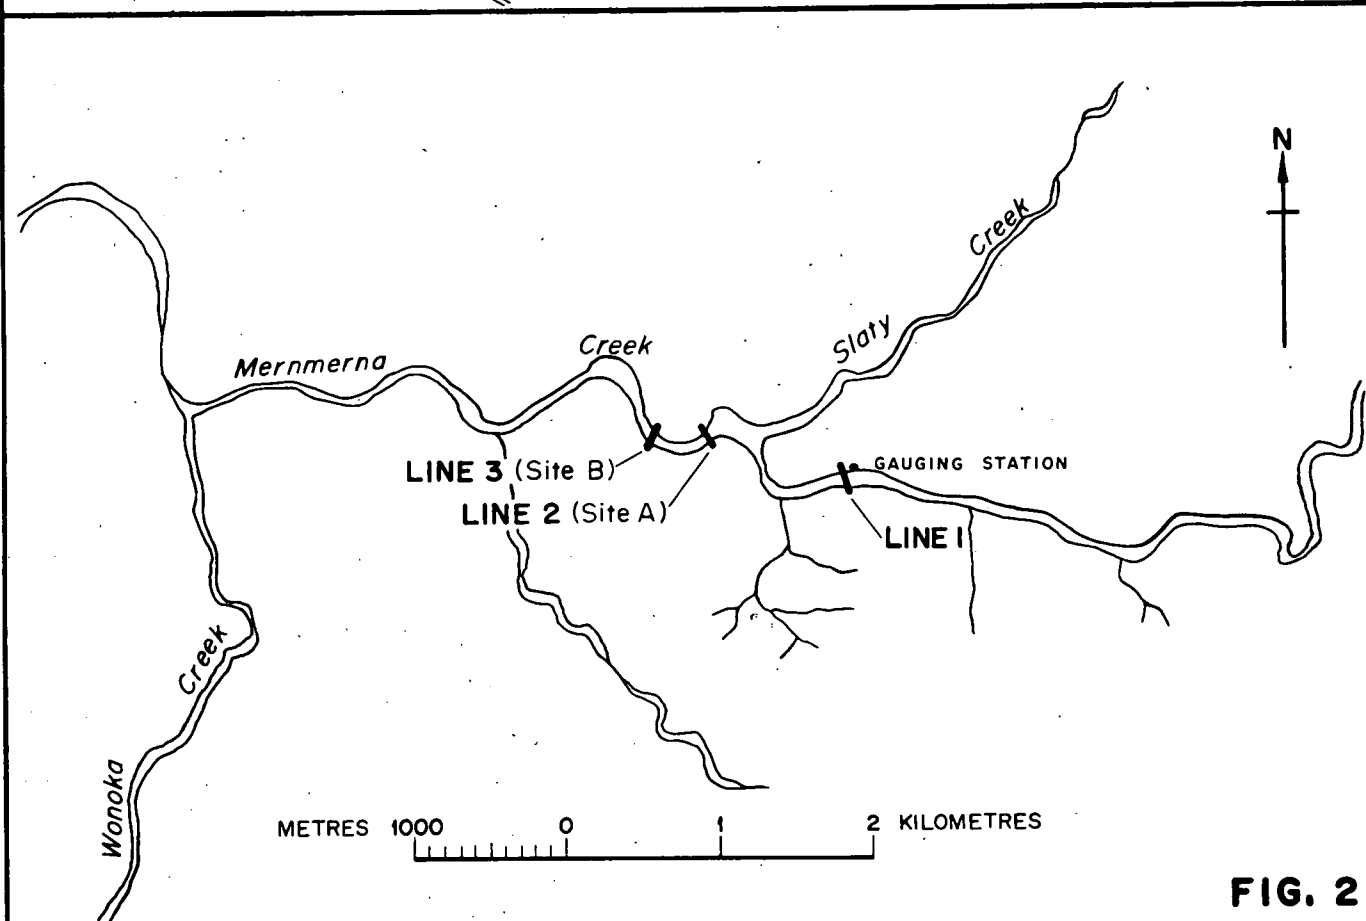 N
Creek
Slaty
Creek
Mernmerna
GAUGING STATION
LINE 3 (Site B)
LINE 2 (Site A)
LINE 1
Creek
Wonoka
METRES 1000 0 1 2 KILOMETRES
FIG. 2